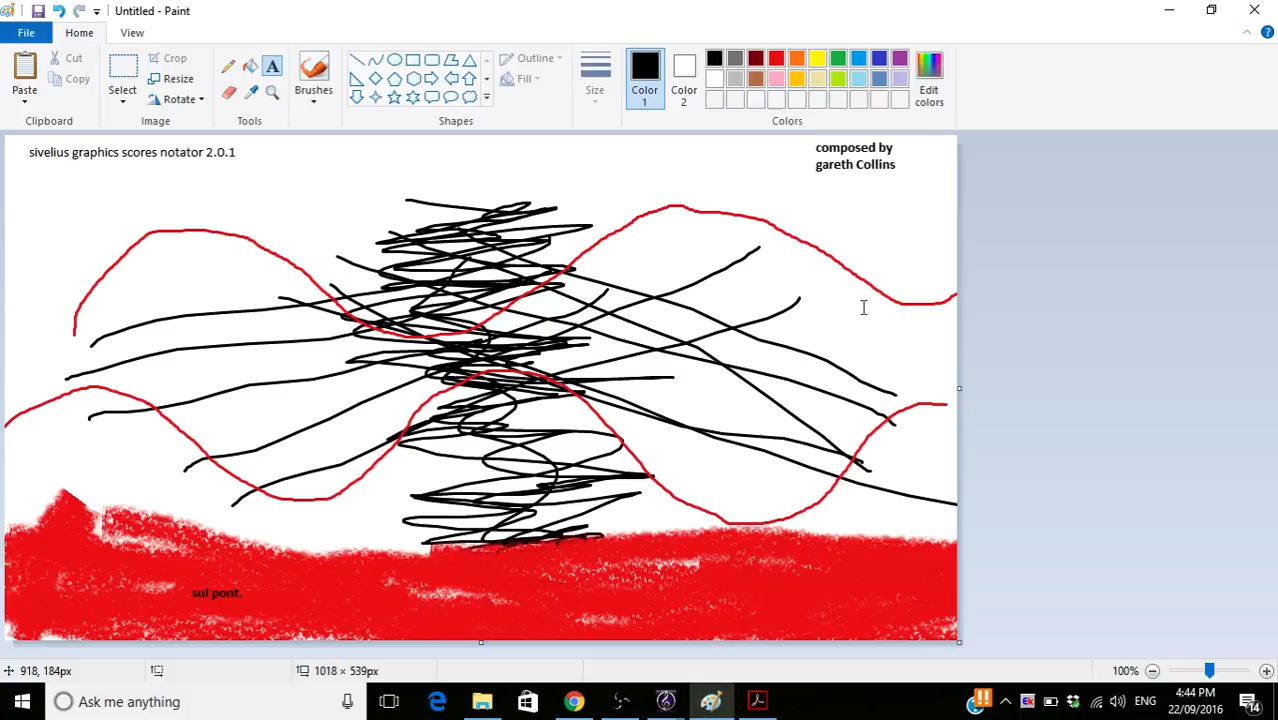 Untitled - Paint
File
Home
View
Paste
Cut
Copy
Clipboard
Select
Crop
Resize
Rotate
Image
A
Tools
Brushes
Outline
Fill
Shapes
Size
Color 1
Color 2
Edit colors
Colors
sivelius graphics scores notator 2.0.1
composed by
gareth Collins
sul pont.
918, 184px
1018 × 539px
100%
Ask me anything
Ek
ENG
4:44 PM
22/09/2016
14